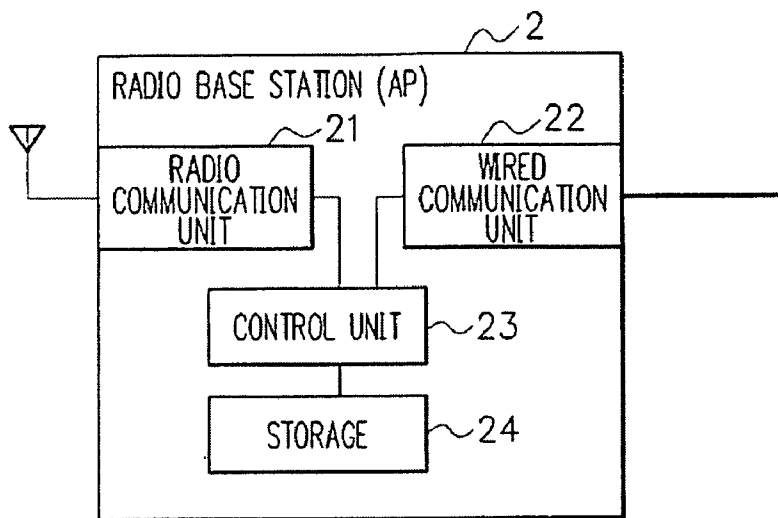 2
RADIO BASE STATION (AP)
21
22
RADIO
COMMUNICATION
UNIT
WIRED
COMMUNICATION
UNIT
CONTROL UNIT
23
STORAGE
24